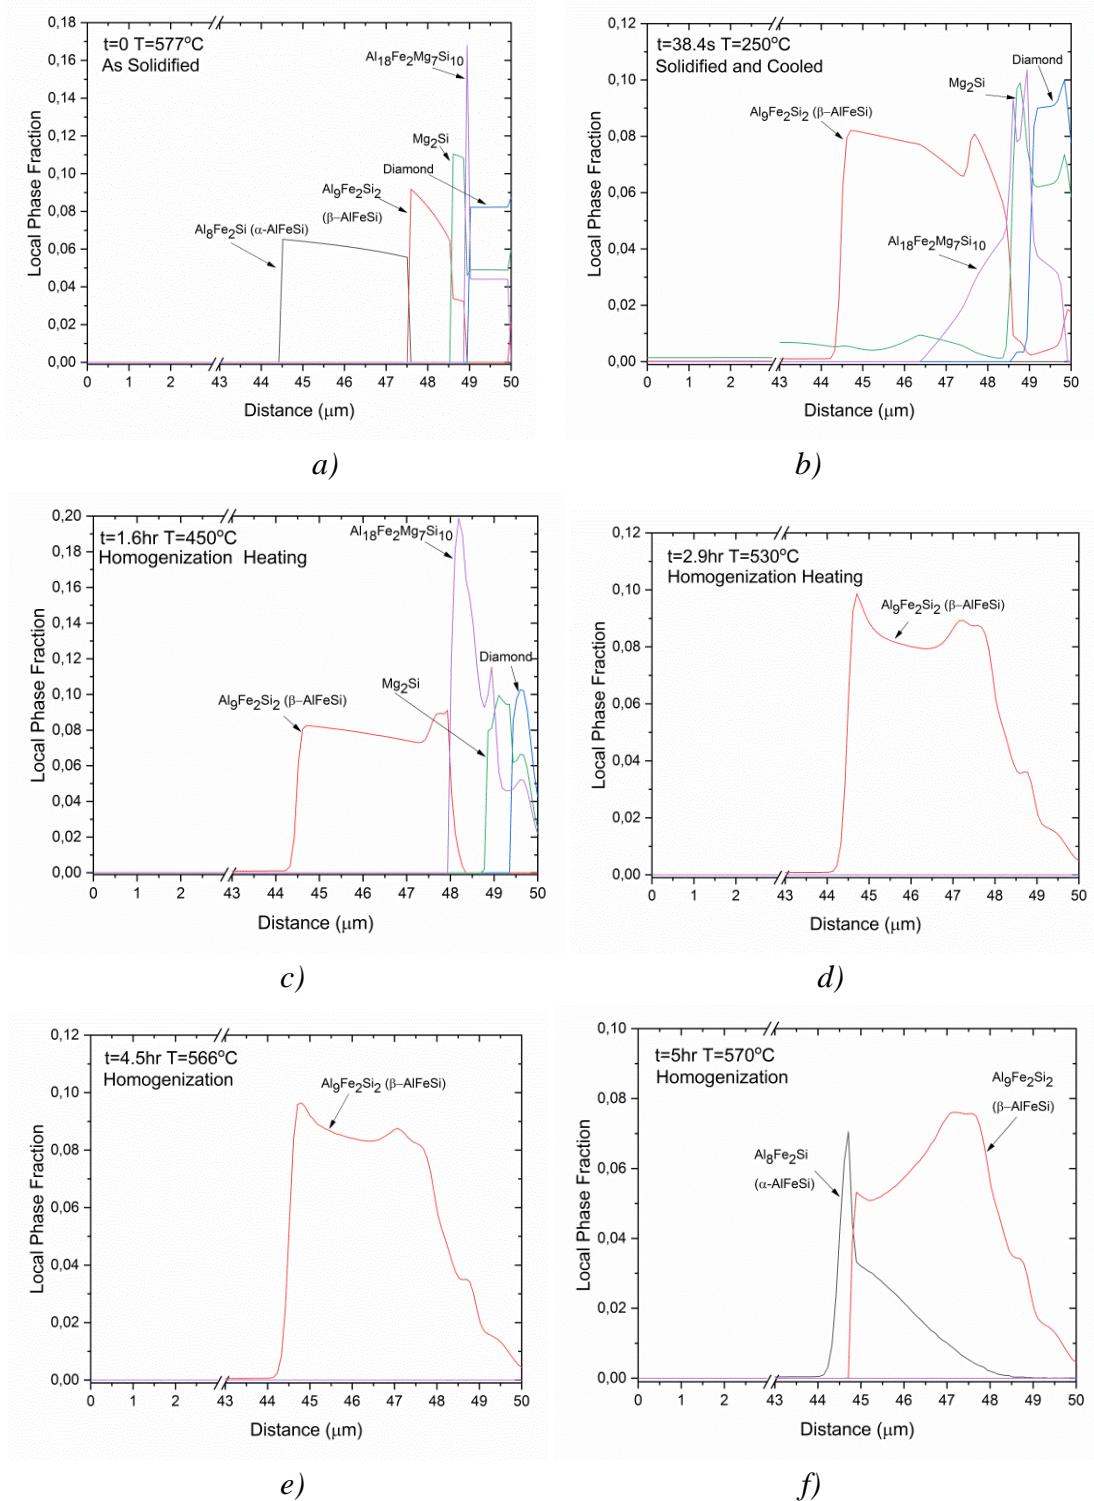 t=0 T=577ºC
As Solidified
Al18Fe2Mg7Si10
Mg2Si
Diamond
Al9Fe2Si2
(β–AlFeSi)
Al8Fe2Si (α-AlFeSi)
Local Phase Fraction
0,18
0,16
0,14
0,12
0,10
0,08
0,06
0,04
0,02
0,00
0 1 2 43 44 45 46 47 48 49 50
Distance (μm)
a)
t=38.4s T=250ºC
Solidified and Cooled
Diamond
Mg2Si
Al9Fe2Si2 (β–AlFeSi)
Al18Fe2Mg7Si10
Local Phase Fraction
0,12
0,10
0,08
0,06
0,04
0,02
0,00
0 1 2 43 44 45 46 47 48 49 50
Distance (μm)
b)
t=1.6hr T=450ºC
Homogenization Heating
Al18Fe2Mg7Si10
Diamond
Mg2Si
Al9Fe2Si2 (β–AlFeSi)
Local Phase Fraction
0,20
0,18
0,16
0,14
0,12
0,10
0,08
0,06
0,04
0,02
0,00
0 1 2 43 44 45 46 47 48 49 50
Distance (μm)
c)
t=2.9hr T=530ºC
Homogenization Heating
Al9Fe2Si2 (β–AlFeSi)
Local Phase Fraction
0,12
0,10
0,08
0,06
0,04
0,02
0,00
0 1 2 43 44 45 46 47 48 49 50
Distance (μm)
d)
t=4.5hr T=566ºC
Homogenization
Al9Fe2Si2 (β–AlFeSi)
Local Phase Fraction
0,12
0,10
0,08
0,06
0,04
0,02
0,00
0 1 2 43 44 45 46 47 48 49 50
Distance (μm)
e)
t=5hr T=570ºC
Homogenization
Al9Fe2Si2
(β–AlFeSi)
Al8Fe2Si
(α-AlFeSi)
Local Phase Fraction
0,10
0,08
0,06
0,04
0,02
0,00
0 1 2 43 44 45 46 47 48 49 50
Distance (μm)
f)